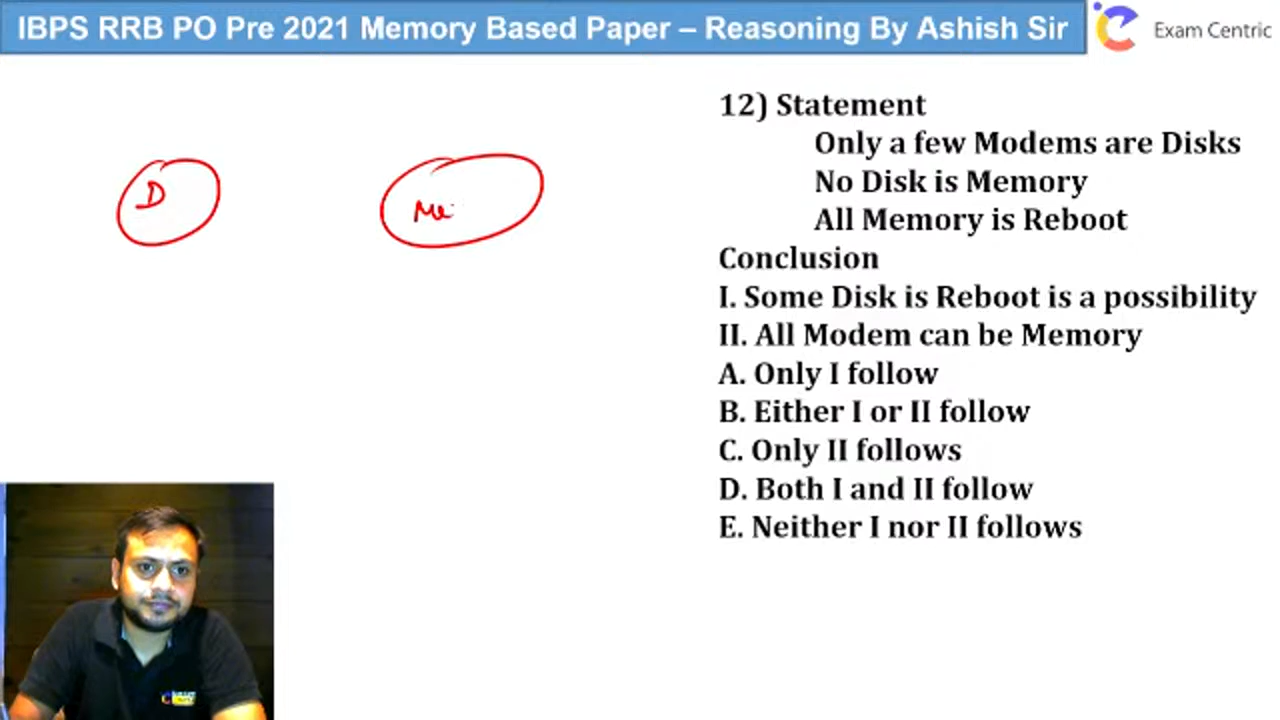 IBPS RRB PO Pre 2021 Memory Based Paper – Reasoning By Ashish Sir
Exam Centric
12) Statement
Only a few Modems are Disks
No Disk is Memory
All Memory is Reboot
Conclusion
I. Some Disk is Reboot is a possibility
II. All Modem can be Memory
A. Only I follow
B. Either I or II follow
C. Only II follows
D. Both I and II follow
E. Neither I nor II follows
D
Me